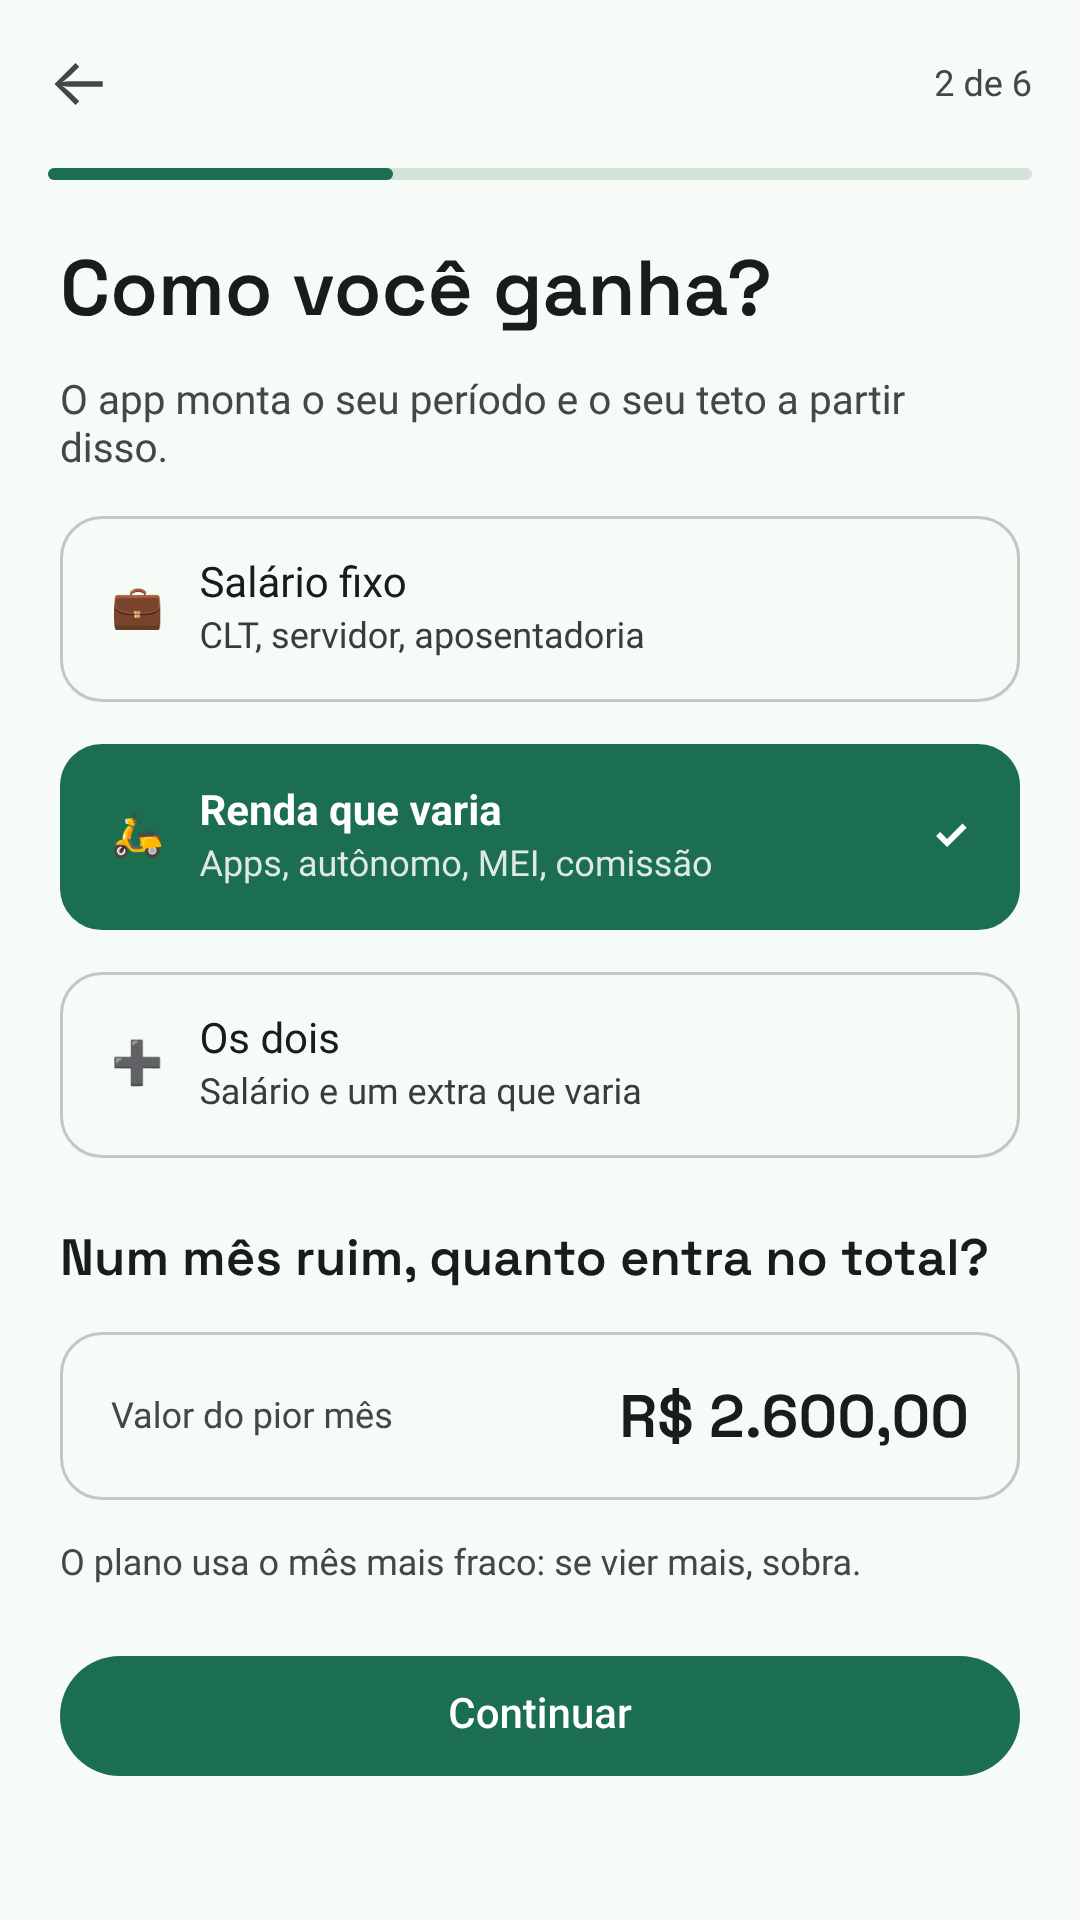 2 de 6
Como você ganha?
O app monta o seu período e o seu teto a partir
disso.
Salário fixo
CLT, servidor, aposentadoria
Renda que varia
Apps, autônomo, MEI, comissão
Os dois
Salário e um extra que varia
Num mês ruim, quanto entra no total?
Valor do pior mês
R$ 2.600,00
O plano usa o mês mais fraco: se vier mais, sobra.
Continuar